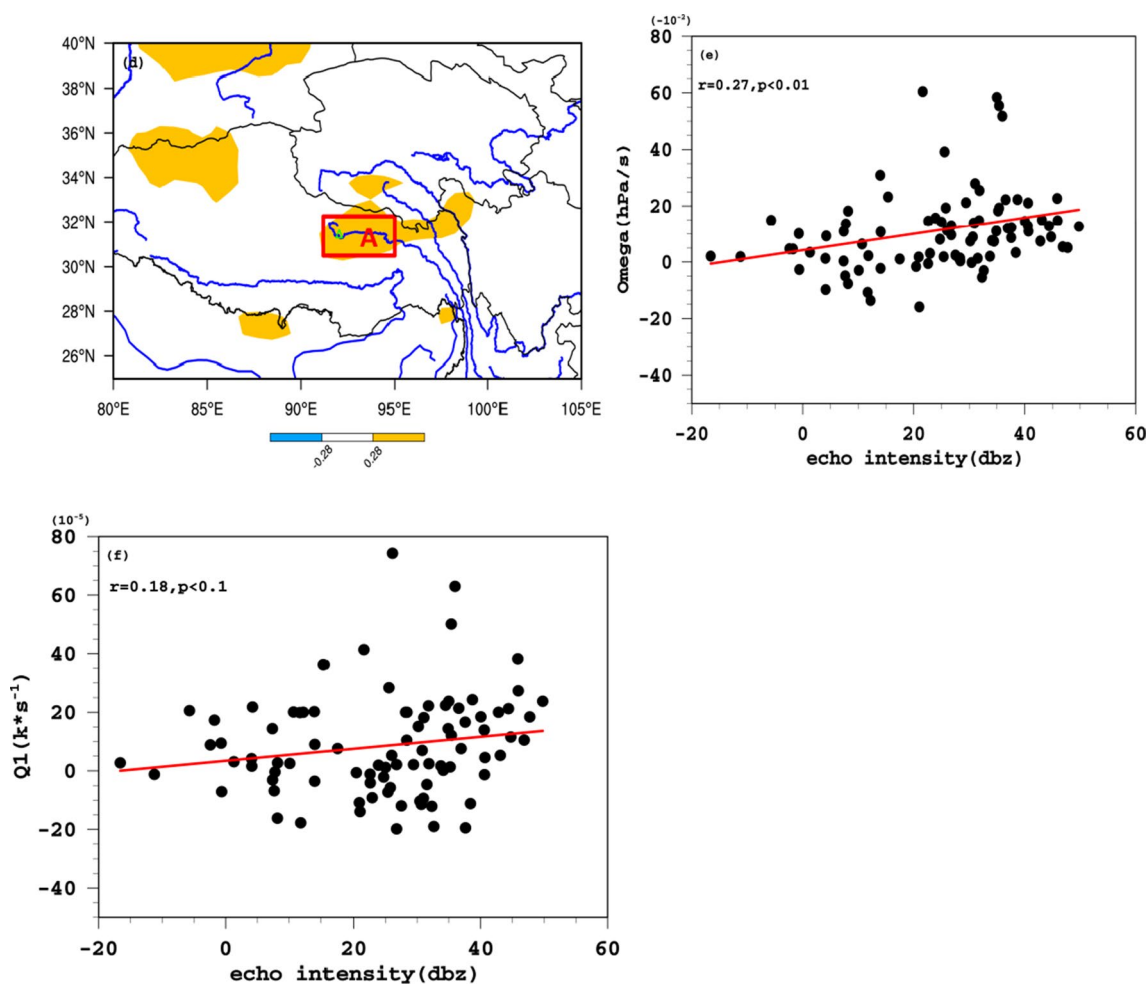 (d)
40°N
38°N
36°N
34°N
32°N
30°N
28°N
26°N
A
80°E 85°E 90°E 95°E 100°E 105°E
-0.28 0.28
(-10⁻²)
(e)
r=0.27,p<0.01
80
60
40
20
0
-20
-40
Omega(hPa/s)
-20 0 20 40 60
echo intensity(dbz)
(10⁻⁵)
(f)
r=0.18,p<0.1
80
60
40
20
0
-20
-40
Q1(k*s⁻¹)
-20 0 20 40 60
echo intensity(dbz)